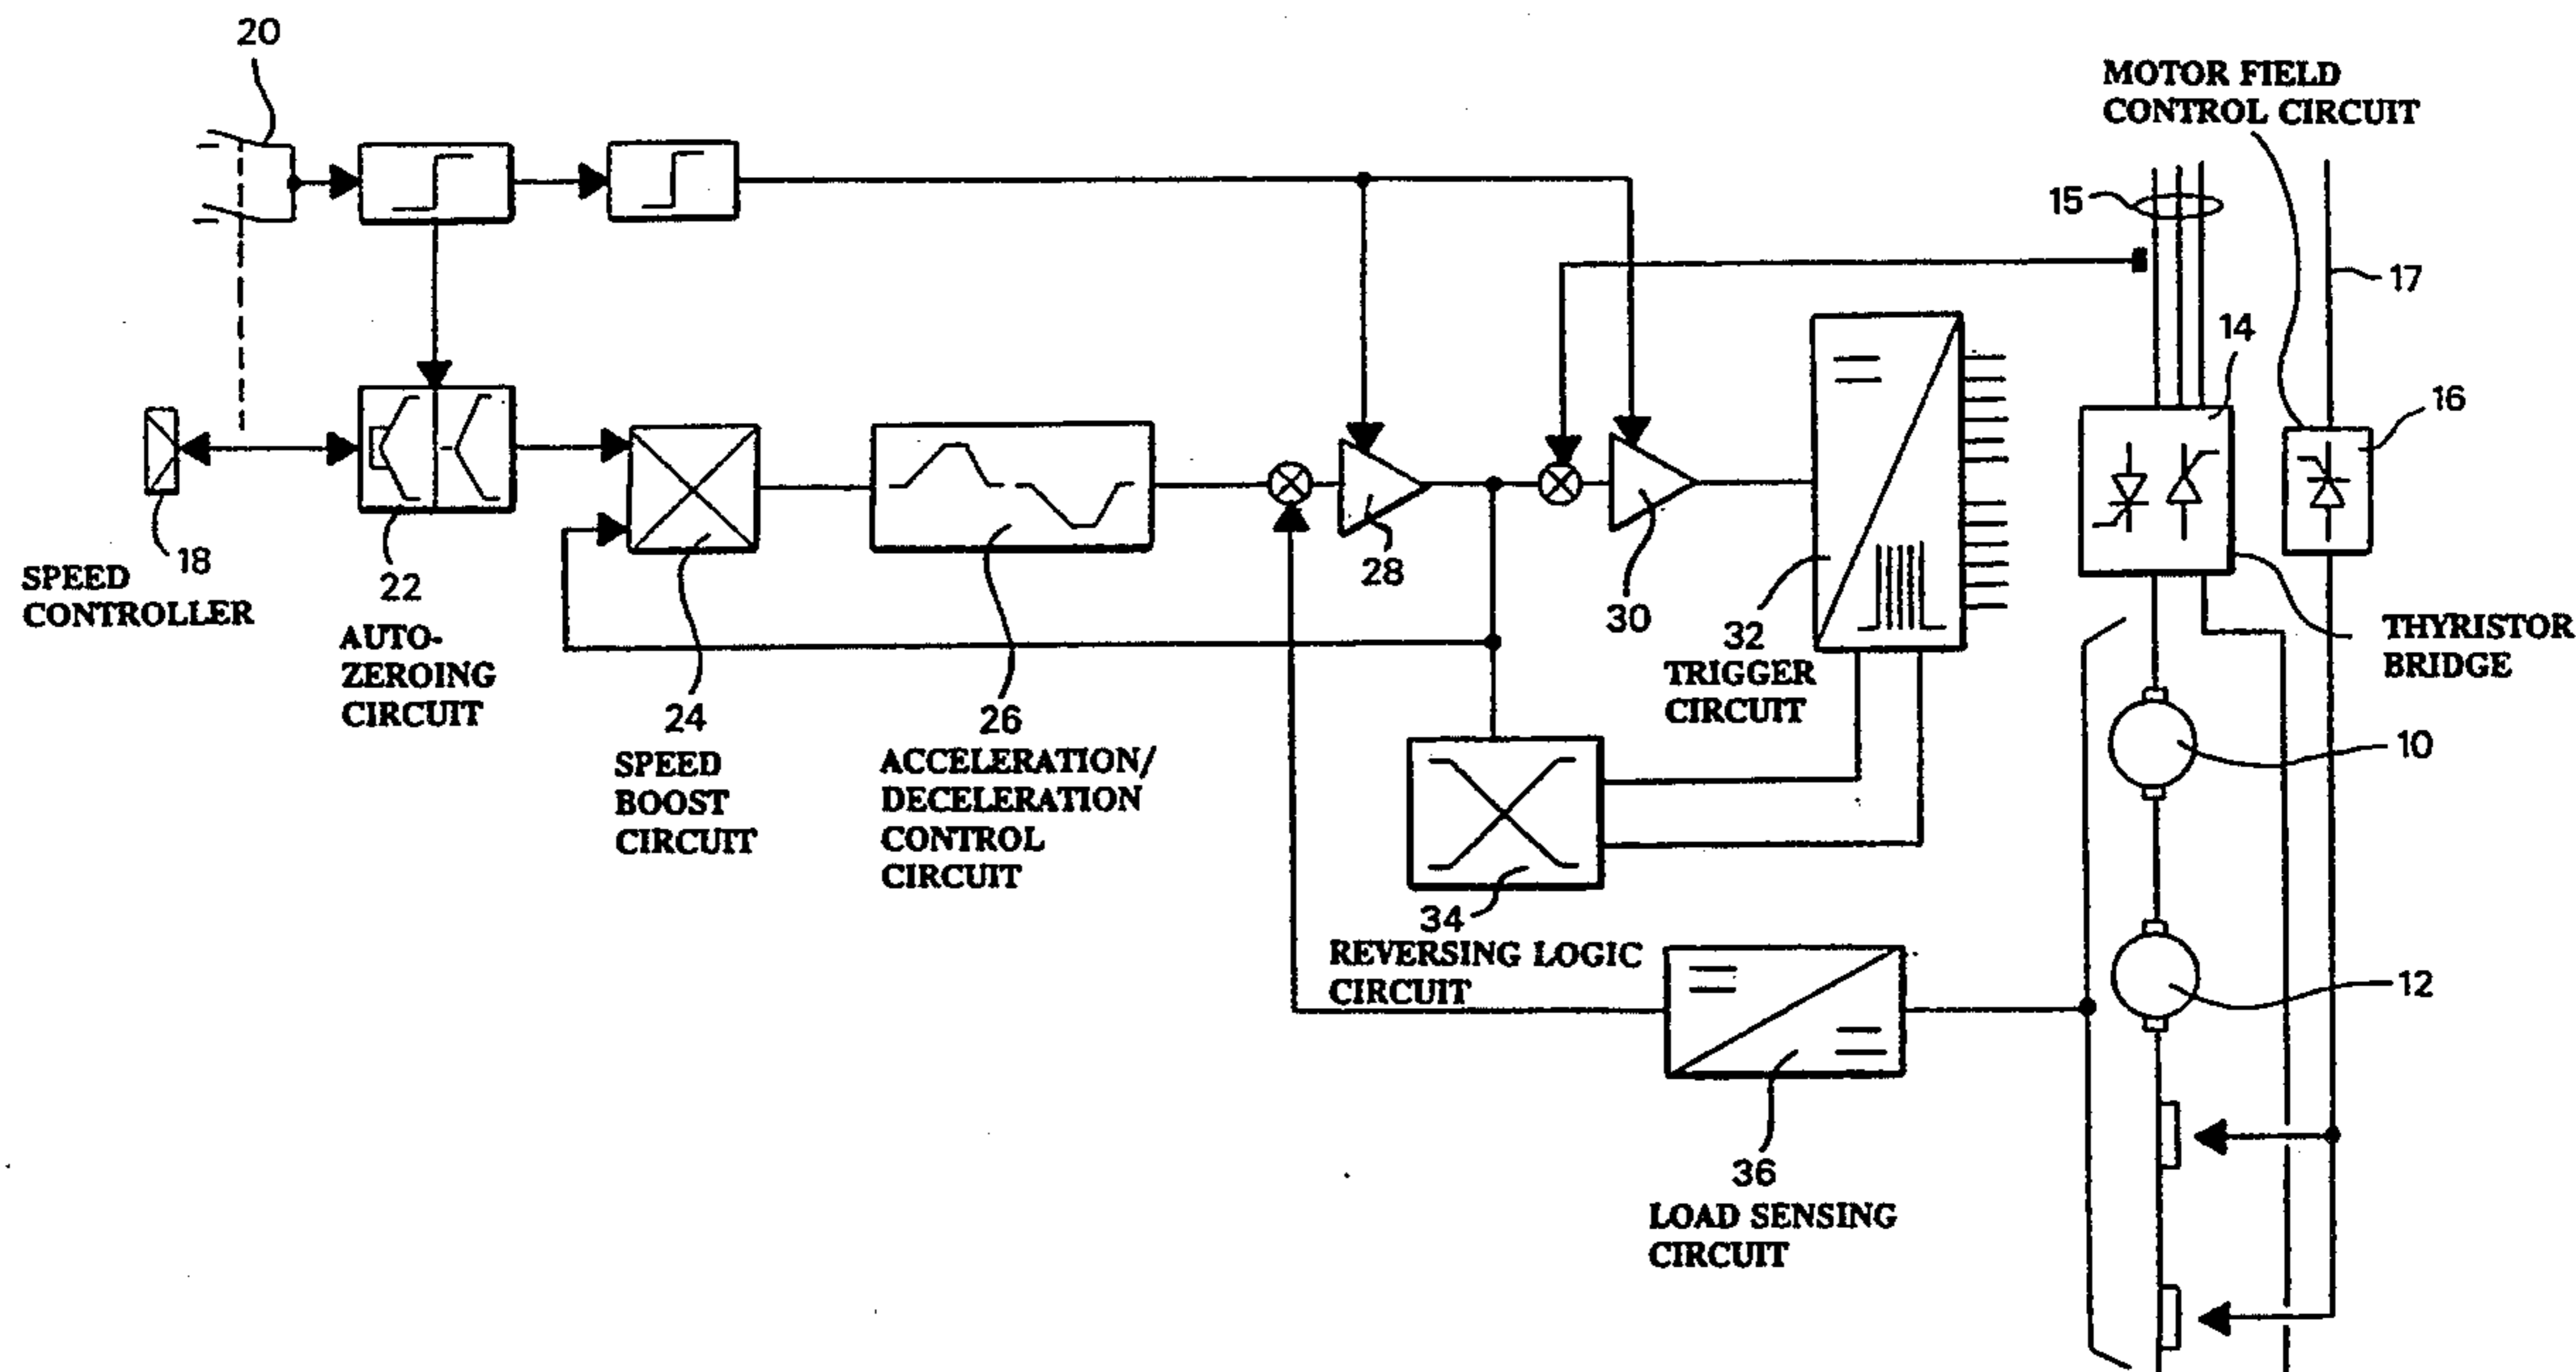 20
MOTOR FIELD
CONTROL CIRCUIT
15
17
14
16
18
SPEED
CONTROLLER
22
AUTO-
ZEROING
CIRCUIT
24
SPEED
BOOST
CIRCUIT
26
ACCELERATION/
DECELERATION
CONTROL
CIRCUIT
28
30
32
TRIGGER
CIRCUIT
THYRISTOR
BRIDGE
10
34
REVERSING LOGIC
CIRCUIT
12
36
LOAD SENSING
CIRCUIT